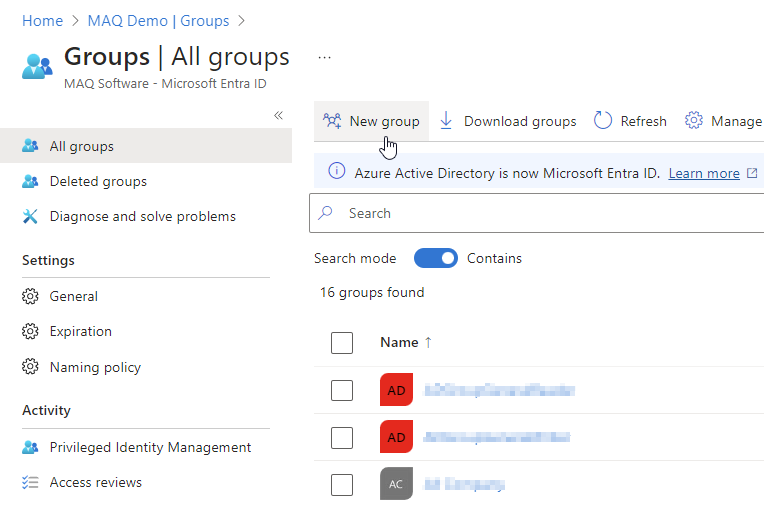 Home > MAQ Demo | Groups >
Groups | All groups ...
MAQ Software - Microsoft Entra ID
«
All groups
Deleted groups
Diagnose and solve problems
Settings
General
Expiration
Naming policy
Activity
Privileged Identity Management
Access reviews
New group Download groups Refresh Manage
Azure Active Directory is now Microsoft Entra ID. Learn more
Search
Search mode Contains
16 groups found
Name ↑
AD
AD
AC